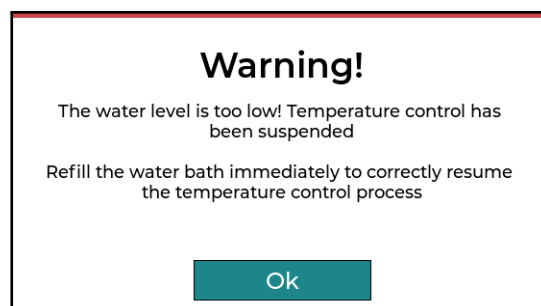 Warning!
The water level is too low! Temperature control has
been suspended
Refill the water bath immediately to correctly resume
the temperature control process
Ok